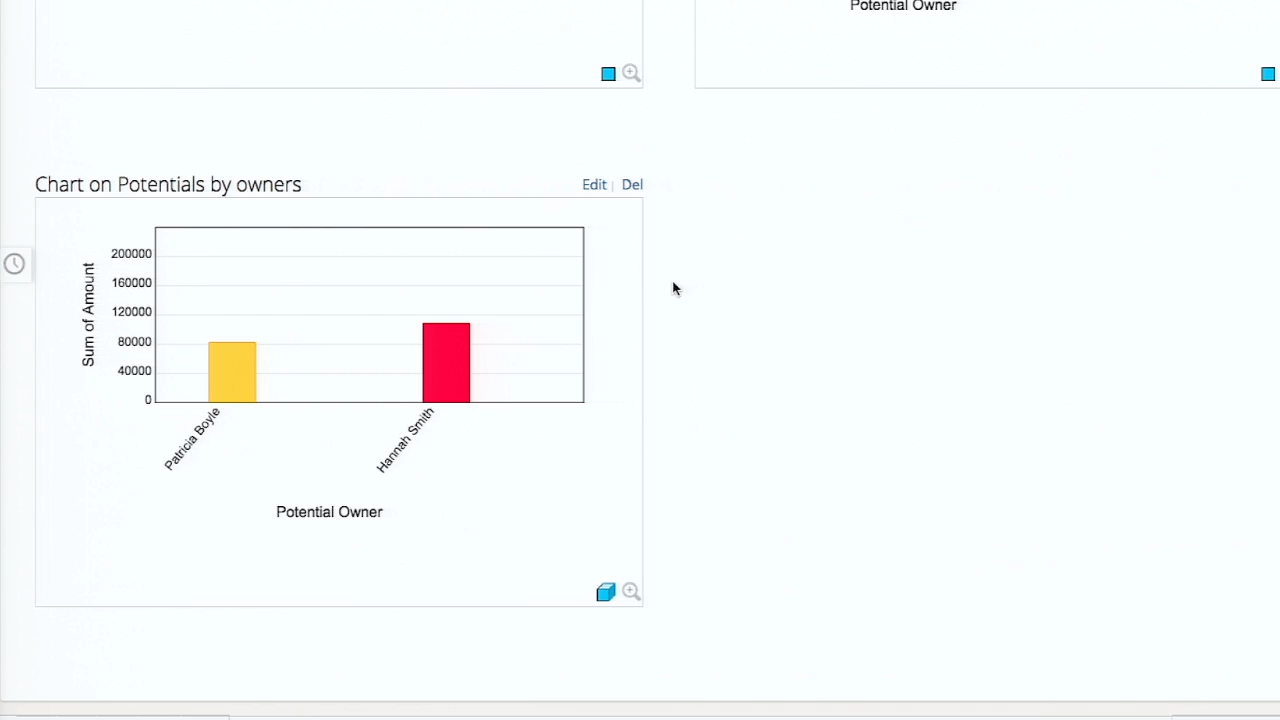 Potential Owner
Chart on Potentials by owners
Edit | Del
200000
160000
120000
80000
40000
0
Sum of Amount
Patricia Boyle
Hannah Smith
Potential Owner